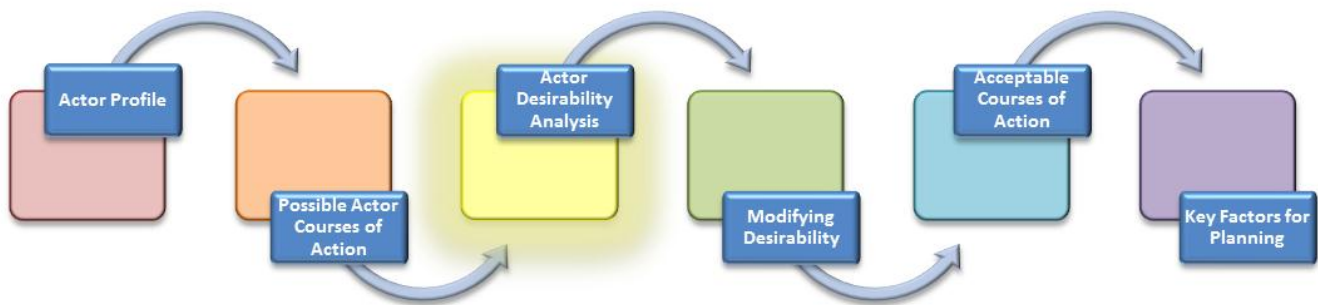 Actor Profile
Possible Actor
Courses of
Action
Actor
Desirability
Analysis
Modifying
Desirability
Acceptable
Courses of
Action
Key Factors for
Planning